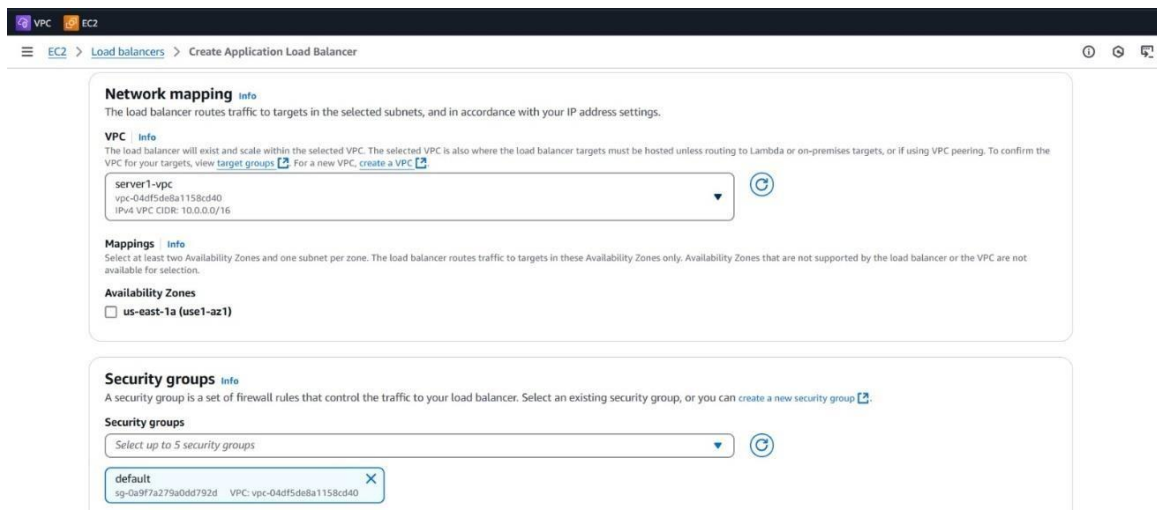 VPC EC2
EC2 > Load balancers > Create Application Load Balancer
Network mapping Info
The load balancer routes traffic to targets in the selected subnets, and in accordance with your IP address settings.
VPC Info
The load balancer will exist and scale within the selected VPC. The selected VPC is also where the load balancer targets must be hosted unless routing to Lambda or on-premises targets, or if using VPC peering. To confirm the
VPC for your targets, view target groups. For a new VPC, create a VPC.
server1-vpc
vpc-04df5de8a1158cd40
IPv4 VPC CIDR: 10.0.0.0/16
Mappings Info
Select at least two Availability Zones and one subnet per zone. The load balancer routes traffic to targets in these Availability Zones only. Availability Zones that are not supported by the load balancer or the VPC are not
available for selection.
Availability Zones
us-east-1a (use1-az1)
Security groups Info
A security group is a set of firewall rules that control the traffic to your load balancer. Select an existing security group, or you can create a new security group.
Security groups
Select up to 5 security groups
default
sg-0a9f7a279a0dd792d VPC: vpc-04df5de8a1158cd40